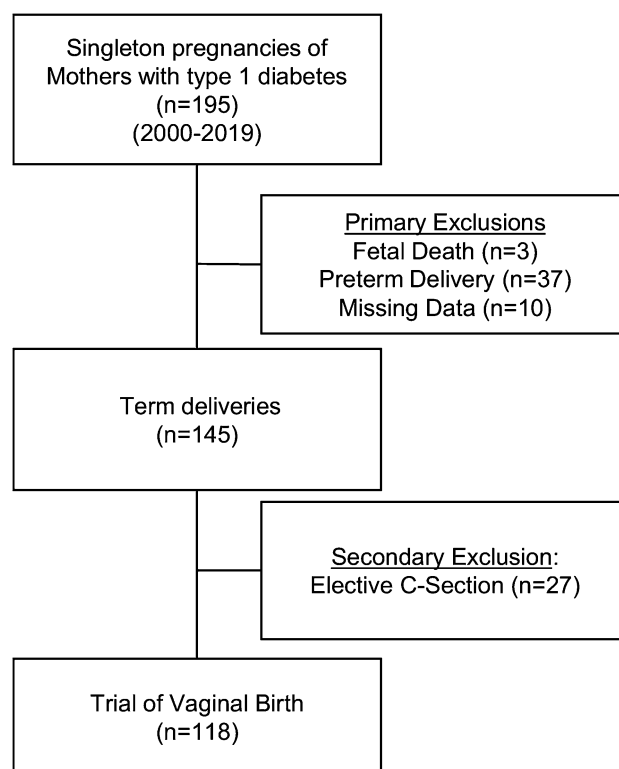 Singleton pregnancies of
Mothers with type 1 diabetes
(n=195)
(2000-2019)
Primary Exclusions
Fetal Death (n=3)
Preterm Delivery (n=37)
Missing Data (n=10)
Term deliveries
(n=145)
Secondary Exclusion:
Elective C-Section (n=27)
Trial of Vaginal Birth
(n=118)